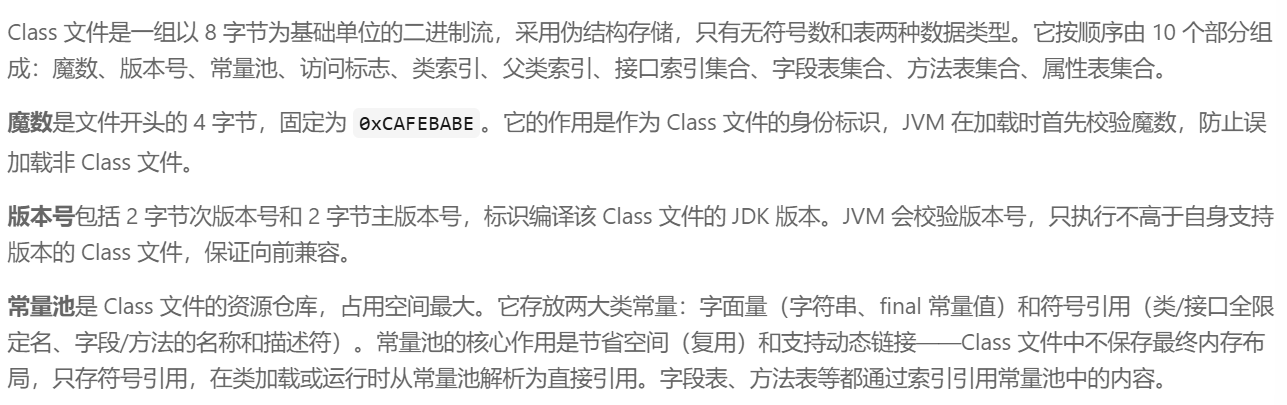 Class 文件是一组以 8 字节为基础单位的二进制流，采用伪结构存储，只有无符号数和表两种数据类型。它按顺序由 10 个部分组
成：魔数、版本号、常量池、访问标志、类索引、父类索引、接口索引集合、字段表集合、方法表集合、属性表集合。
魔数是文件开头的 4 字节，固定为 0xCAFEBABE。它的作用是作为 Class 文件的身份标识，JVM 在加载时首先校验魔数，防止误
加载非 Class 文件。
版本号包括 2 字节次版本号和 2 字节主版本号，标识编译该 Class 文件的 JDK 版本。JVM 会校验版本号，只执行不高于自身支持
版本的 Class 文件，保证向前兼容。
常量池是 Class 文件的资源仓库，占用空间最大。它存放两大类常量：字面量（字符串、final 常量值）和符号引用（类/接口全限
定名、字段/方法的名称和描述符）。常量池的核心作用是节省空间（复用）和支持动态链接——Class 文件中不保存最终内存布
局，只存符号引用，在类加载或运行时从常量池解析为直接引用。字段表、方法表等都通过索引引用常量池中的内容。